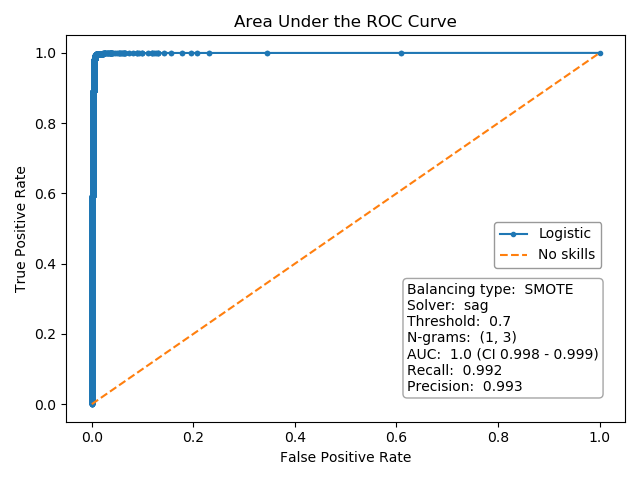 Area Under the ROC Curve
True Positive Rate
1.0
0.8
0.6
0.4
0.2
0.0
Logistic
No skills
Balancing type:  SMOTE
Solver:  sag
Threshold:  0.7
N-grams:  (1, 3)
AUC:  1.0 (CI 0.998 - 0.999)
Recall:  0.992
Precision:  0.993
0.0 0.2 0.4 0.6 0.8 1.0
False Positive Rate